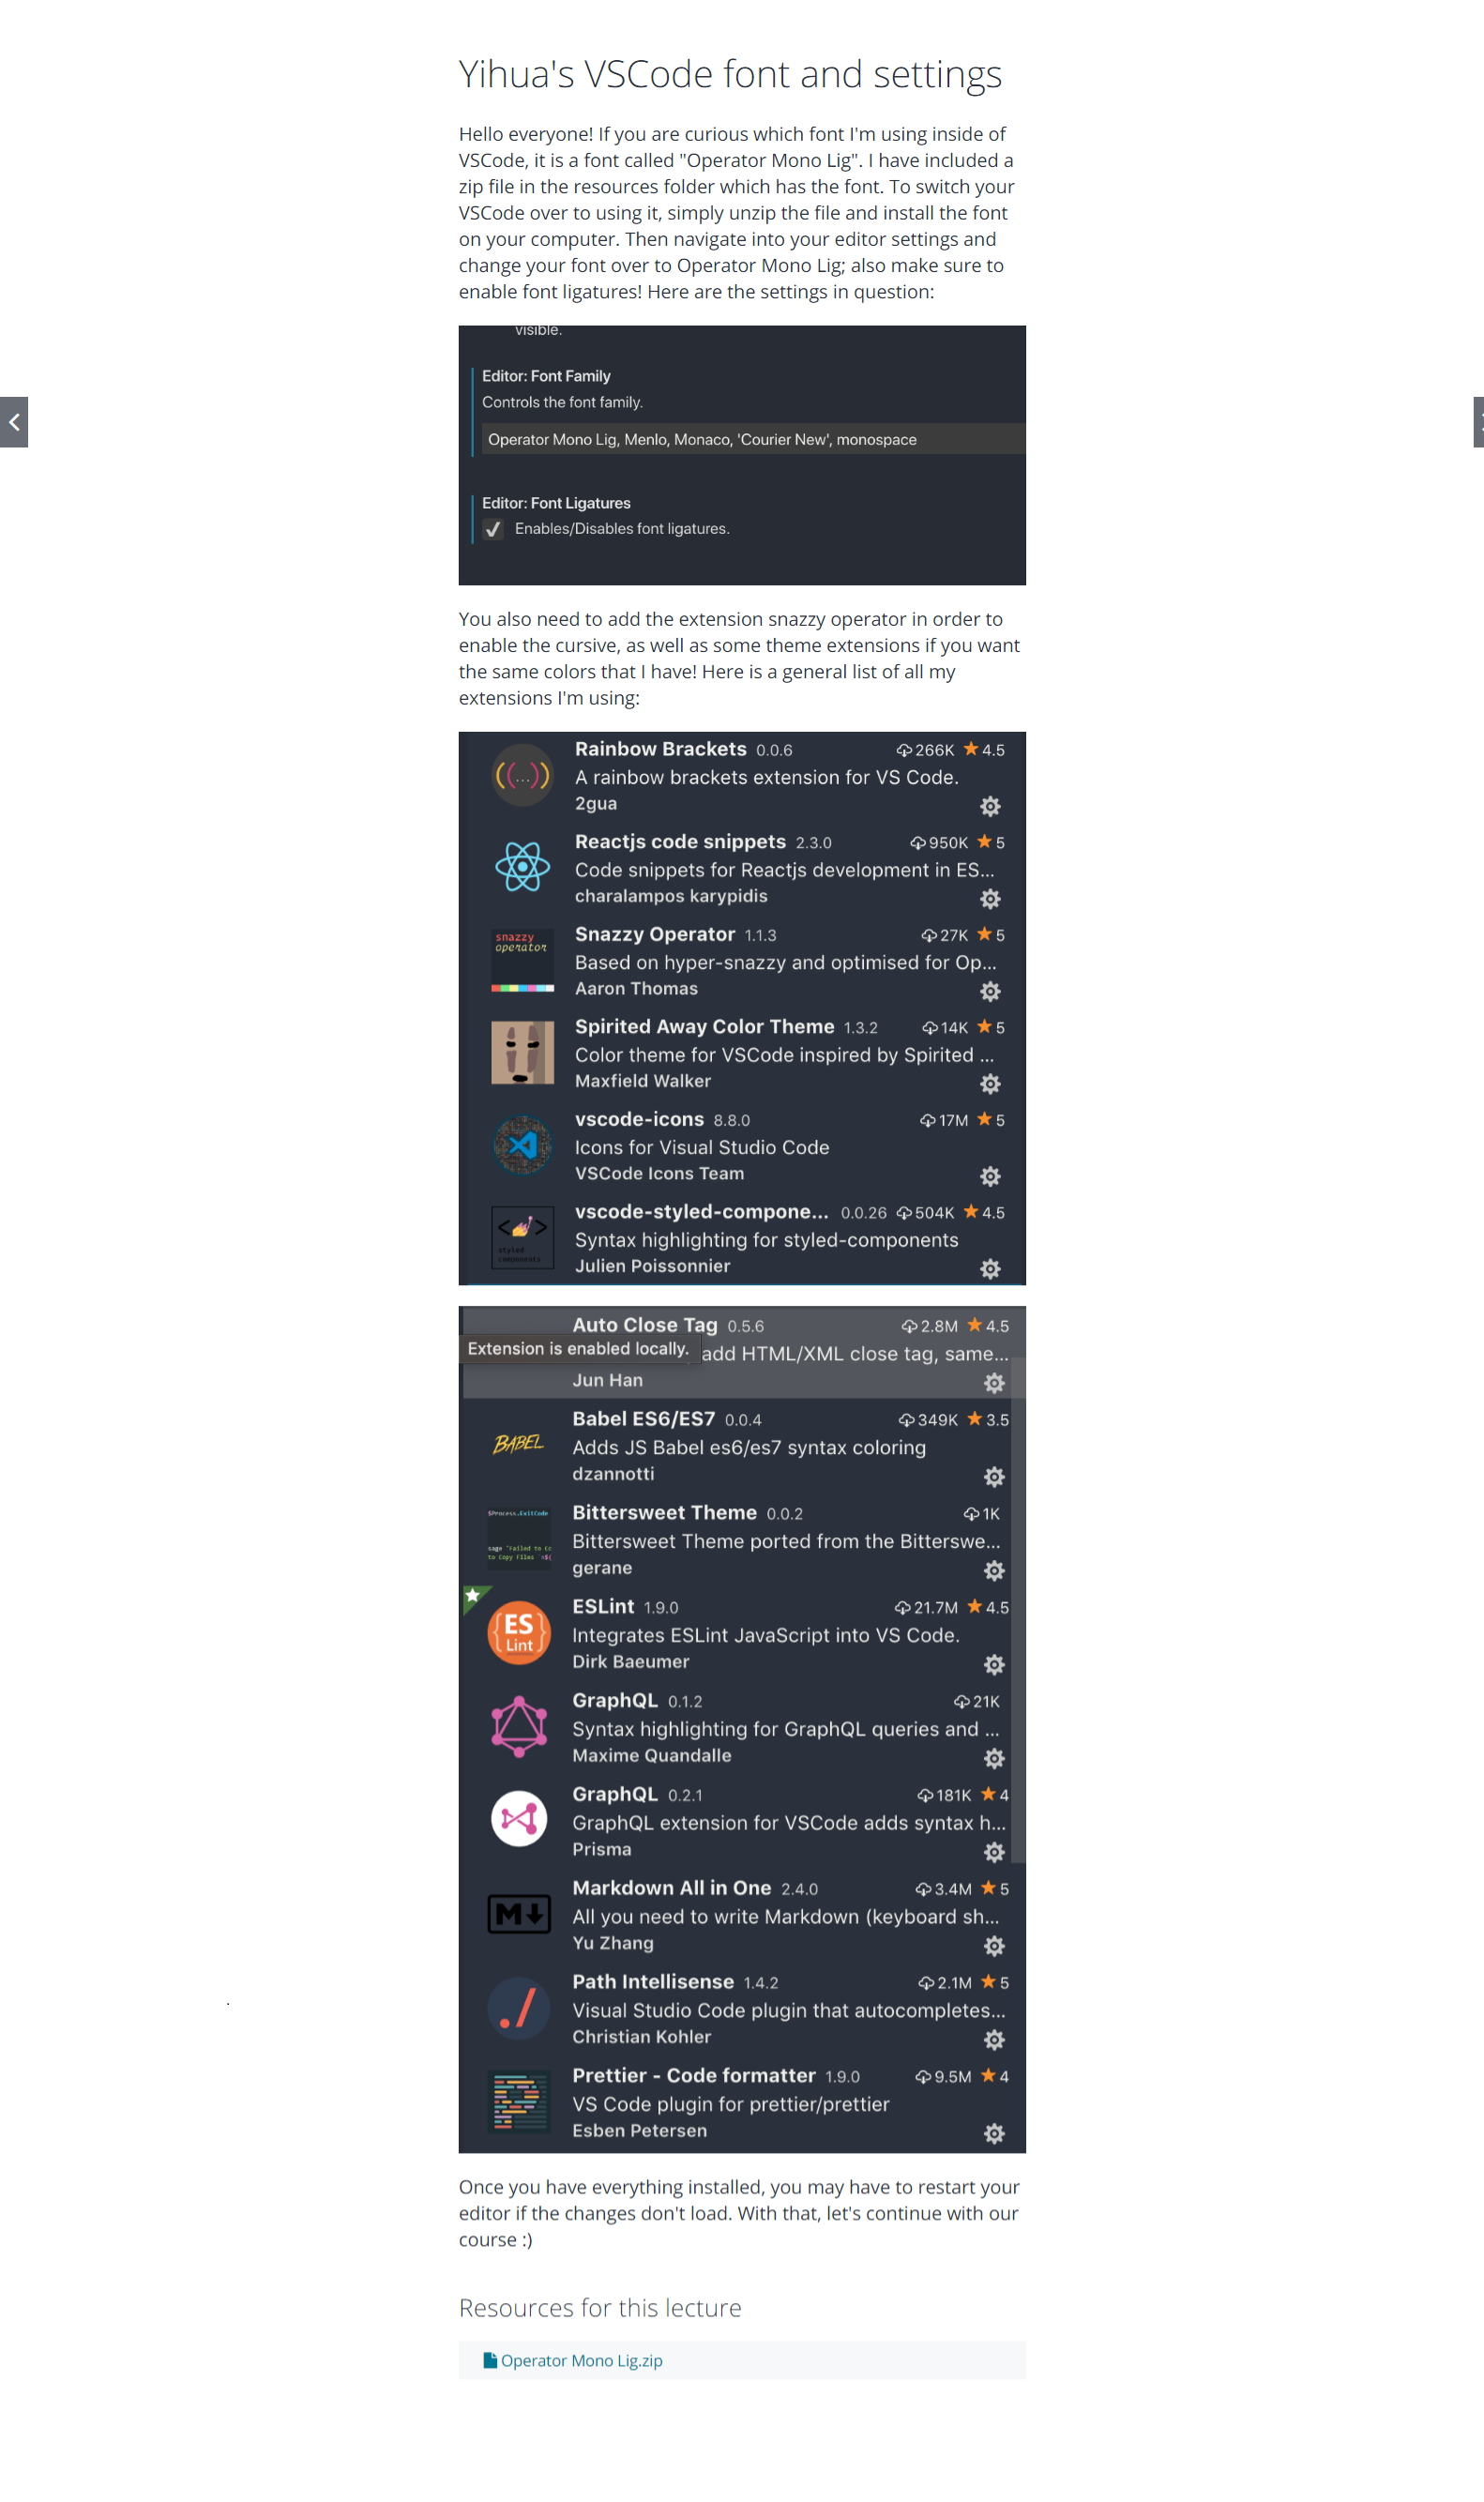 Yihua's VSCode font and settings
Hello everyone! If you are curious which font I'm using inside of
VSCode, it is a font called "Operator Mono Lig". I have included a
zip file in the resources folder which has the font. To switch your
VSCode over to using it, simply unzip the file and install the font
on your computer. Then navigate into your editor settings and
change your font over to Operator Mono Lig; also make sure to
enable font ligatures! Here are the settings in question:
visible.
Editor: Font Family
Controls the font family.
Operator Mono Lig, Menlo, Monaco, 'Courier New', monospace
Editor: Font Ligatures
Enables/Disables font ligatures.
You also need to add the extension snazzy operator in order to
enable the cursive, as well as some theme extensions if you want
the same colors that I have! Here is a general list of all my
extensions I'm using:
Rainbow Brackets 0.0.6 266K 4.5
(...)
A rainbow brackets extension for VS Code.
2gua
Reactjs code snippets 2.3.0 950K 5
Code snippets for Reactjs development in ES...
charalampos karypidis
Snazzy Operator 1.1.3 27K 5
snazzy
operator
Based on hyper-snazzy and optimised for Op...
Aaron Thomas
Spirited Away Color Theme 1.3.2 14K 5
Color theme for VSCode inspired by Spirited ...
Maxfield Walker
vscode-icons 8.8.0 17M 5
Icons for Visual Studio Code
VSCode Icons Team
vscode-styled-compone... 0.0.26 504K 4.5
< >
styled
components
Syntax highlighting for styled-components
Julien Poissonnier
Auto Close Tag 0.5.6 2.8M 4.5
Extension is enabled locally. add HTML/XML close tag, same...
Jun Han
Babel ES6/ES7 0.0.4 349K 3.5
BABEL
Adds JS Babel es6/es7 syntax coloring
dzannotti
Bittersweet Theme 0.0.2 1K
$Process.ExitCode
sage "Failed to Co
to Copy Files
Bittersweet Theme ported from the Bitterswe...
gerane
ESLint 1.9.0 21.7M 4.5
{ES
Lint}
Integrates ESLint JavaScript into VS Code.
Dirk Baeumer
GraphQL 0.1.2 21K
Syntax highlighting for GraphQL queries and ...
Maxime Quandalle
GraphQL 0.2.1 181K 4
GraphQL extension for VSCode adds syntax h...
Prisma
Markdown All in One 2.4.0 3.4M 5
M
All you need to write Markdown (keyboard sh...
Yu Zhang
Path Intellisense 1.4.2 2.1M 5
./
Visual Studio Code plugin that autocompletes...
Christian Kohler
Prettier - Code formatter 1.9.0 9.5M 4
VS Code plugin for prettier/prettier
Esben Petersen
Once you have everything installed, you may have to restart your
editor if the changes don't load. With that, let's continue with our
course :)
Resources for this lecture
Operator Mono Lig.zip